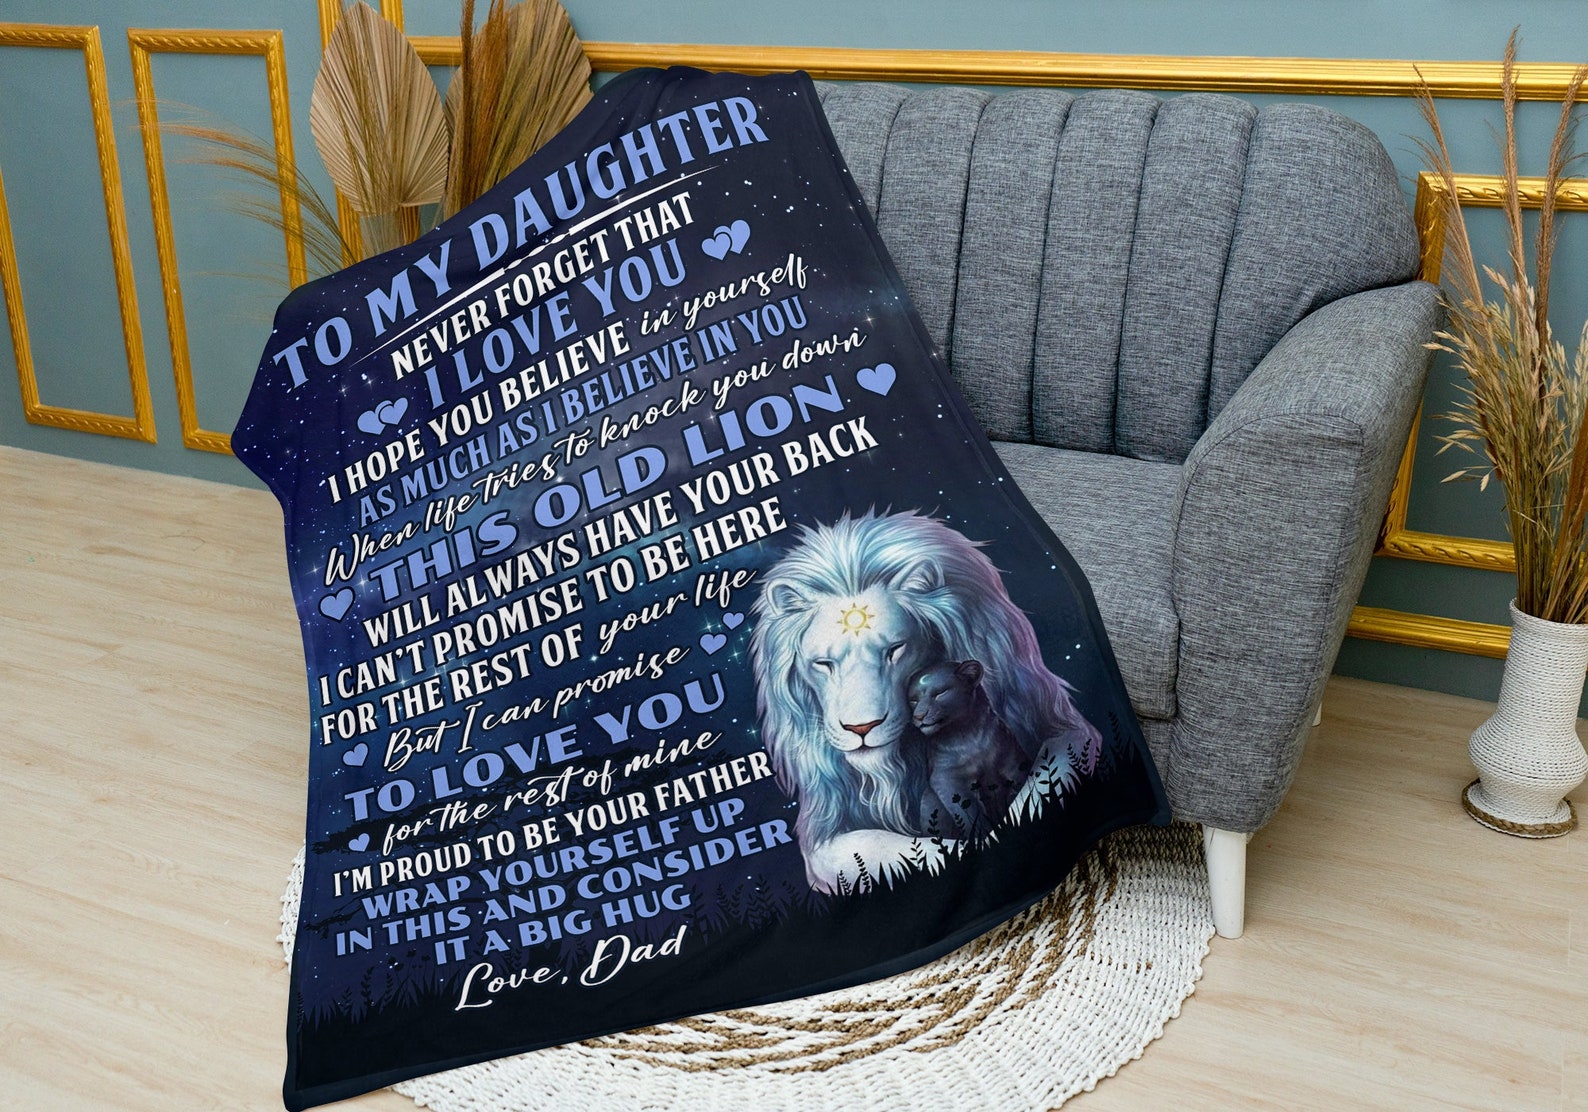 TO MY DAUGHTER
NEVER FORGET THAT
I LOVE YOU
I HOPE YOU BELIEVE in yourself
AS MUCH AS I BELIEVE IN YOU
When life tries to knock you down
THIS OLD LION
WILL ALWAYS HAVE YOUR BACK
I CAN'T PROMISE TO BE HERE
FOR THE REST OF your life
But I can promise
TO LOVE YOU
for the rest of mine
I'M PROUD TO BE YOUR FATHER
WRAP YOURSELF UP
IN THIS AND CONSIDER
IT A BIG HUG
Love, Dad